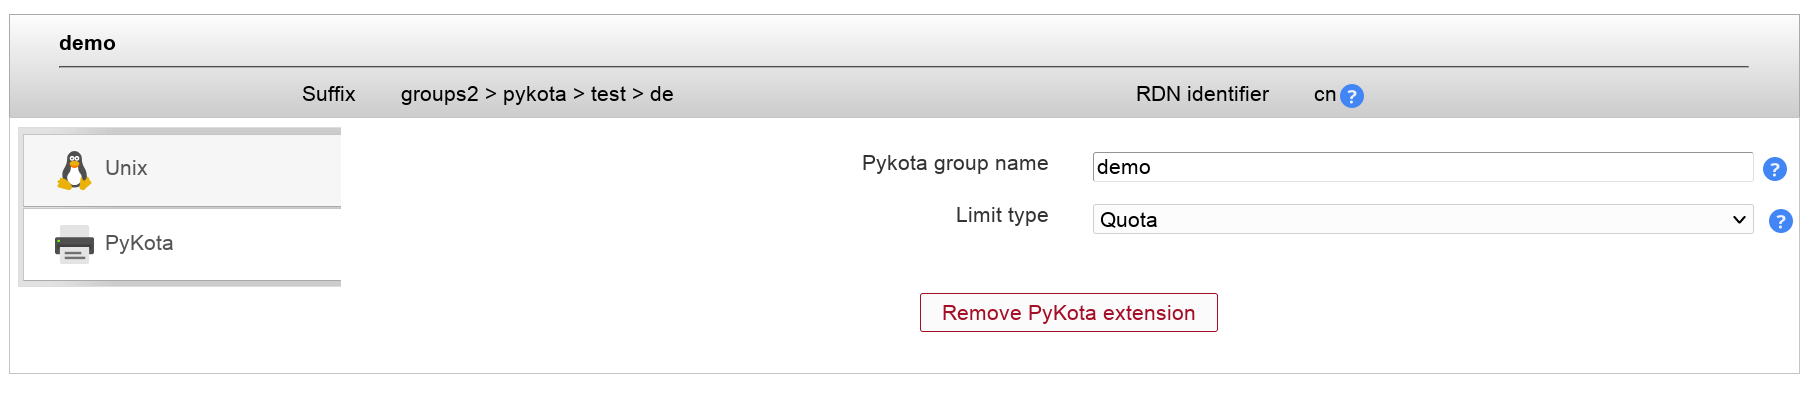 demo
Suffix groups2 > pykota > test > de RDN identifier cn ?
Unix
PyKota
Pykota group name demo ?
Limit type Quota ?
Remove PyKota extension